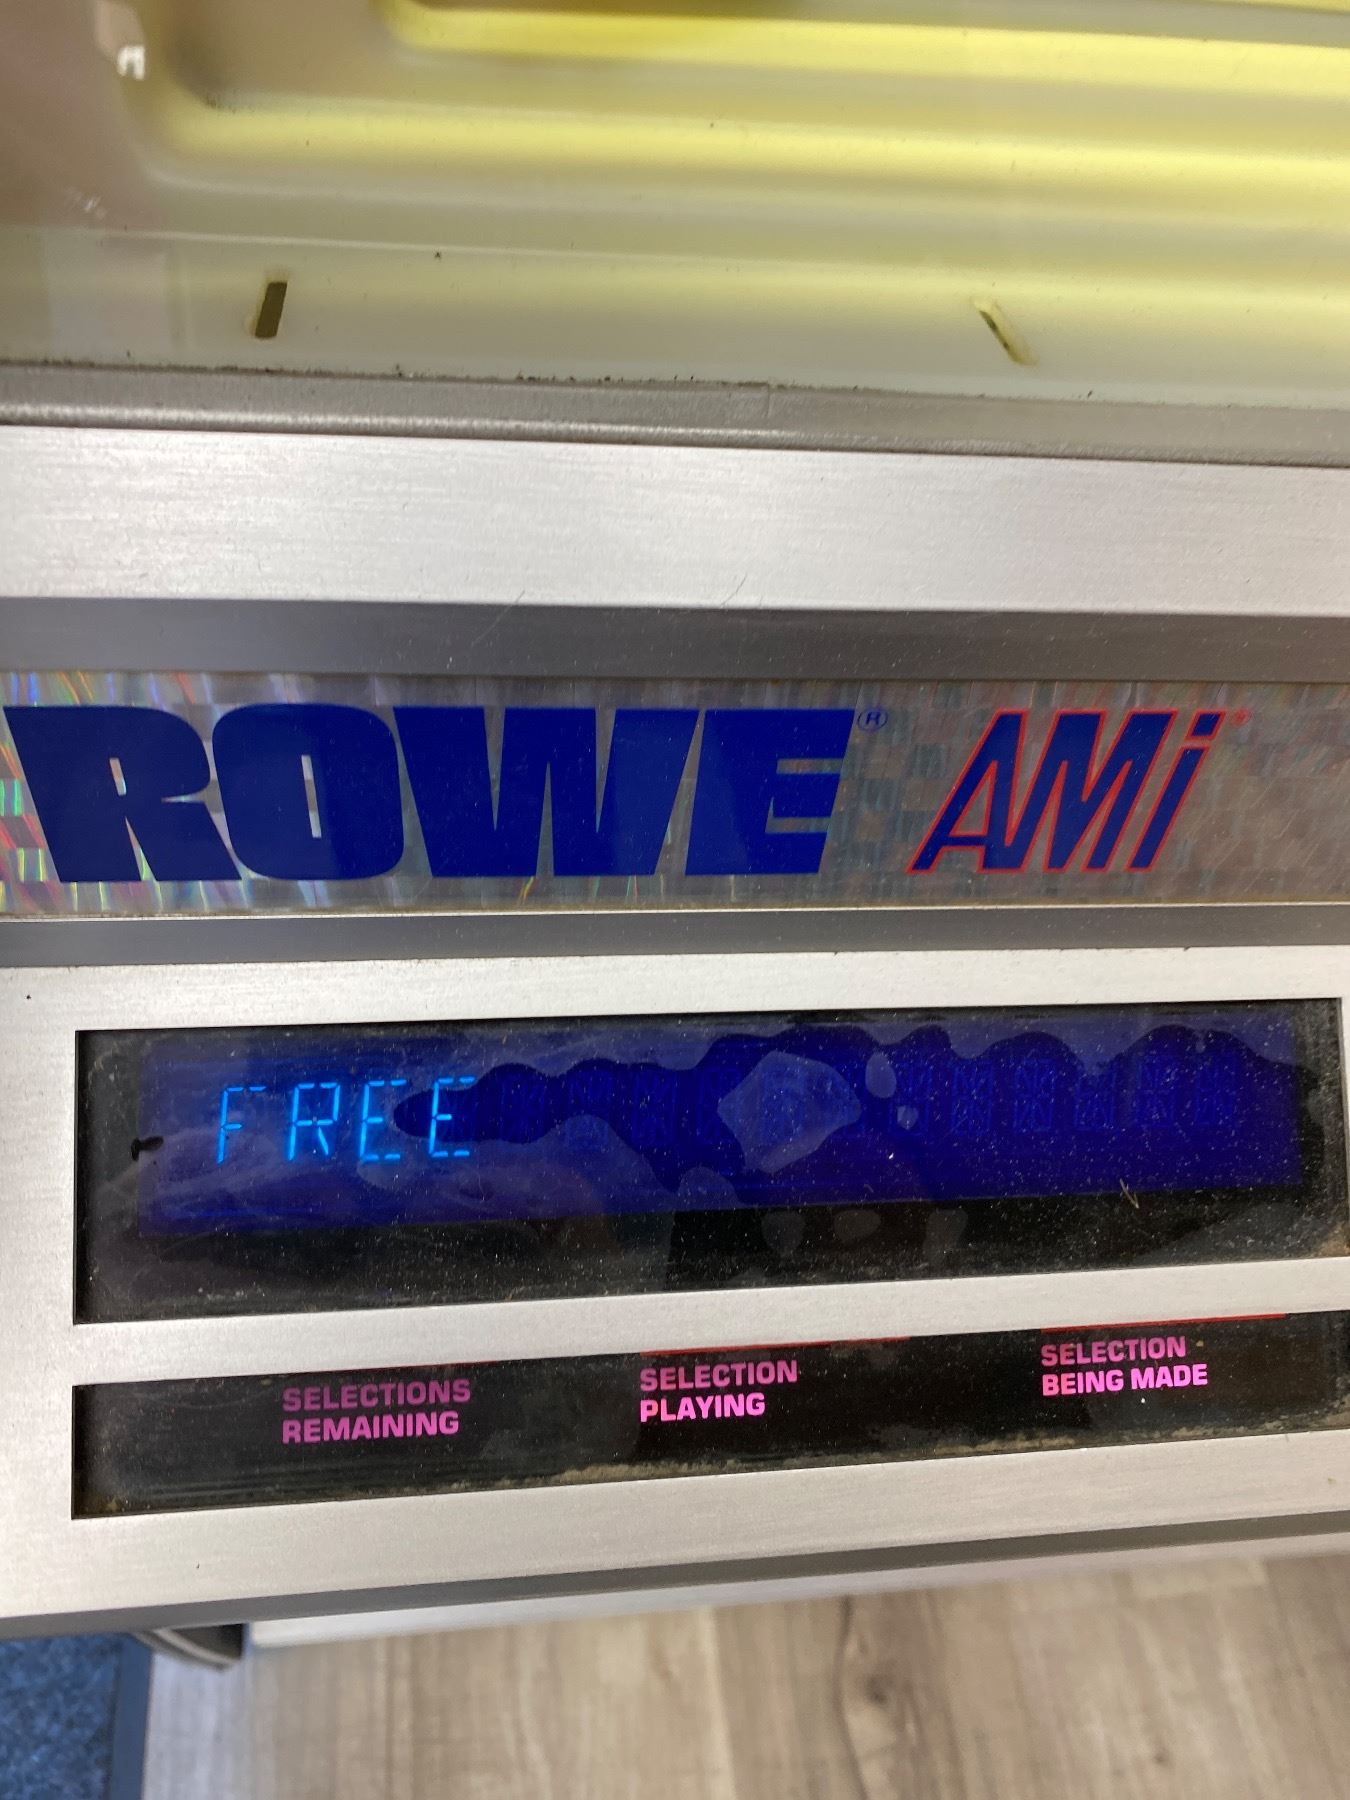 ROWE® AMi
FREE
SELECTIONS
REMAINING
SELECTION
PLAYING
SELECTION
BEING MADE